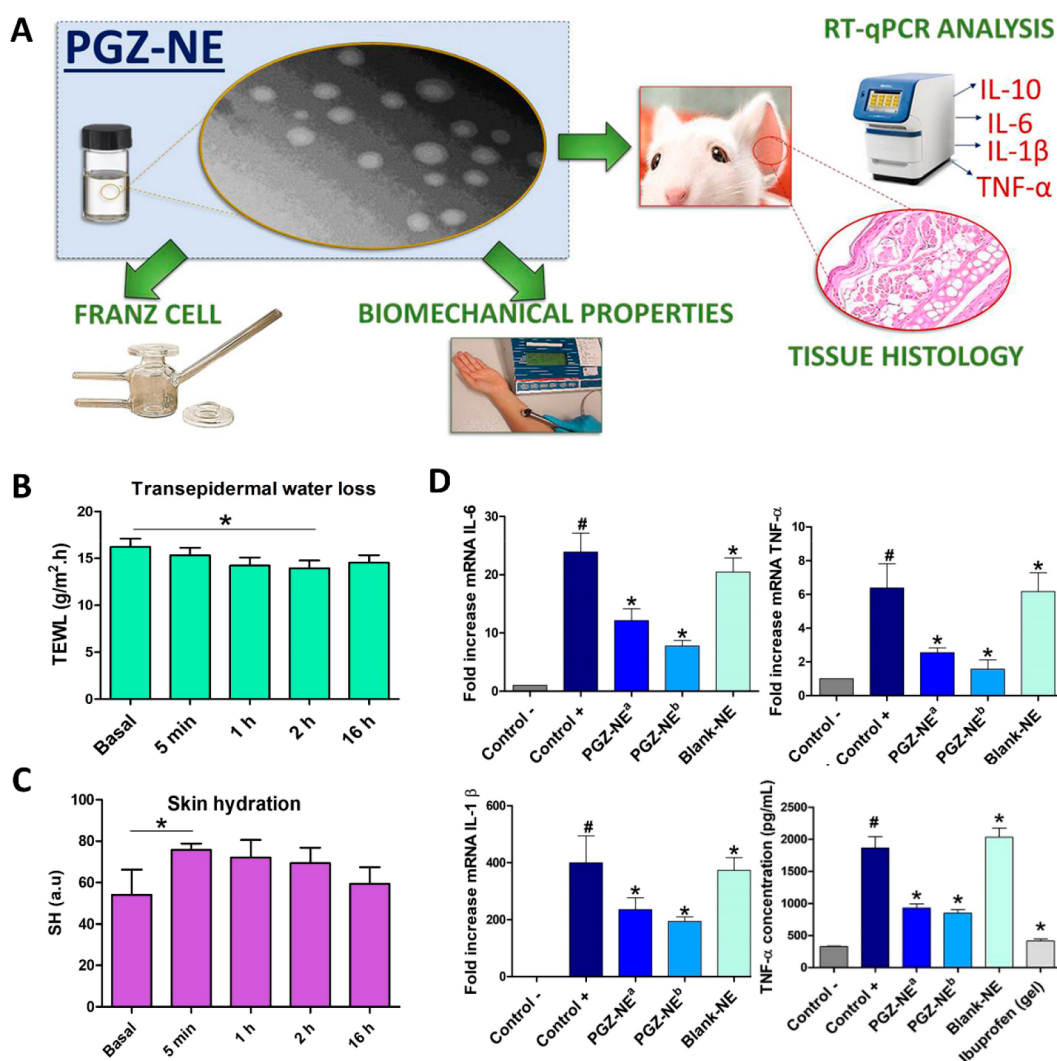 A
PGZ-NE
RT-qPCR ANALYSIS
IL-10
IL-6
IL-1β
TNF-α
FRANZ CELL
BIOMECHANICAL PROPERTIES
TISSUE HISTOLOGY
B
Transepidermal water loss
TEWL (g/m².h)
20
15
10
5
0
*
Basal
5 min
1 h
2 h
16 h
C
Skin hydration
SH (a.u)
100
80
60
40
20
0
*
Basal
5 min
1 h
2 h
16 h
D
Fold increase mRNA IL-6
30
20
10
0
#
*
*
*
Control -
Control +
PGZ-NEᵃ
PGZ-NEᵇ
Blank-NE
Fold increase mRNA TNF-α
8
6
4
2
0
#
*
*
*
Control -
Control +
PGZ-NEᵃ
PGZ-NEᵇ
Blank-NE
Fold increase mRNA IL-1 β
600
400
200
0
#
*
*
*
Control -
Control +
PGZ-NEᵃ
PGZ-NEᵇ
Blank-NE
TNF-α concentration (pg/mL)
2500
2000
1500
1000
500
0
#
*
*
*
*
Control -
Control +
PGZ-NEᵃ
PGZ-NEᵇ
Blank-NE
Ibuprofen (gel)